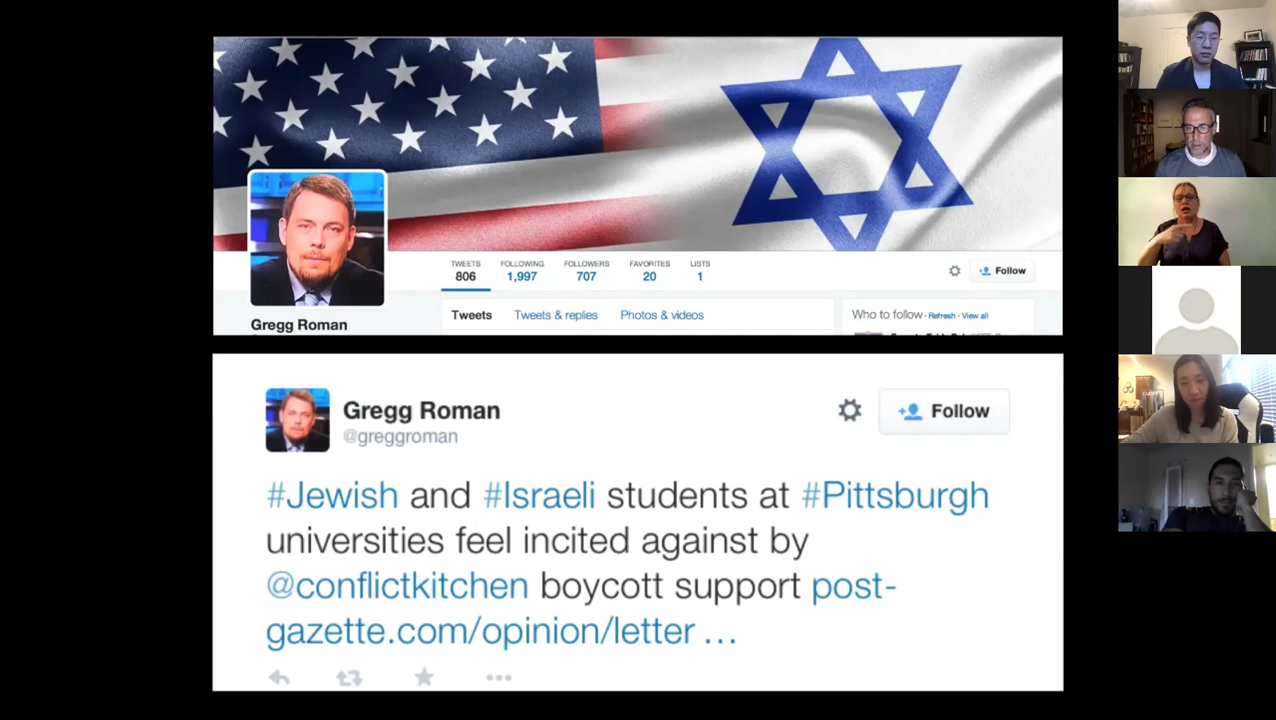 TWEETS FOLLOWING FOLLOWERS FAVORITES LISTS
806 1,997 707 20 1
Follow
Tweets Tweets & replies Photos & videos
Who to follow · Refresh · View all
Gregg Roman
Gregg Roman
@greggroman
Follow
#Jewish and #Israeli students at #Pittsburgh
universities feel incited against by
@conflictkitchen boycott support post-
gazette.com/opinion/letter ...